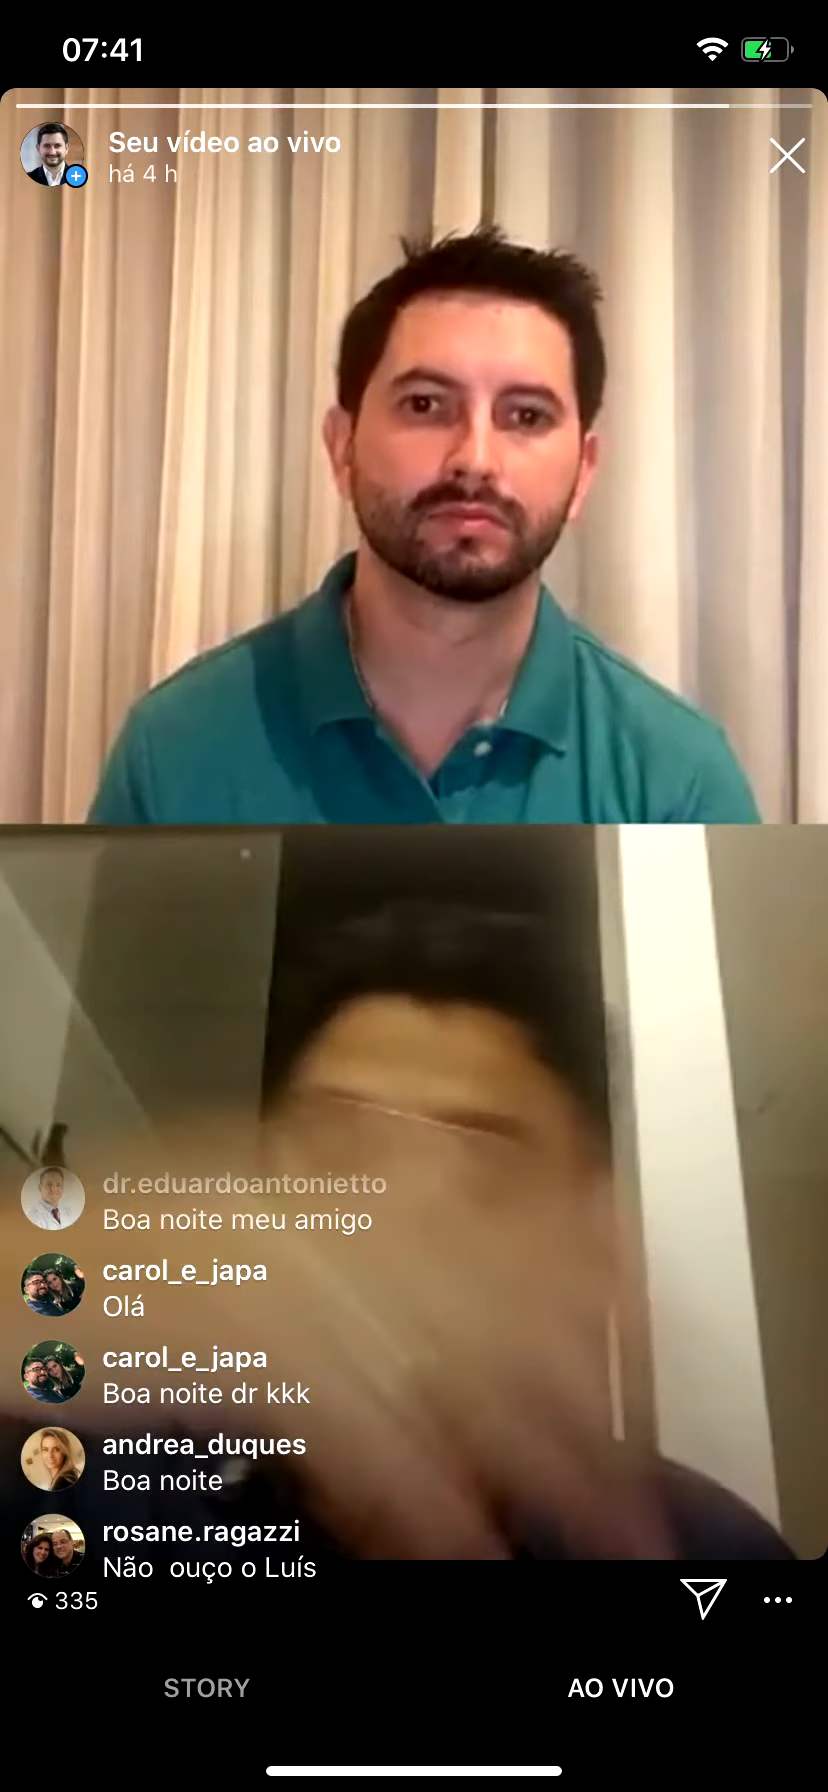 07:41
Seu vídeo ao vivo
há 4 h
dr.eduardoantonietto
Boa noite meu amigo
carol_e_japa
Olá
carol_e_japa
Boa noite dr kkk
andrea_duques
Boa noite
rosane.ragazzi
Não  ouço o Luís
335
STORY
AO VIVO